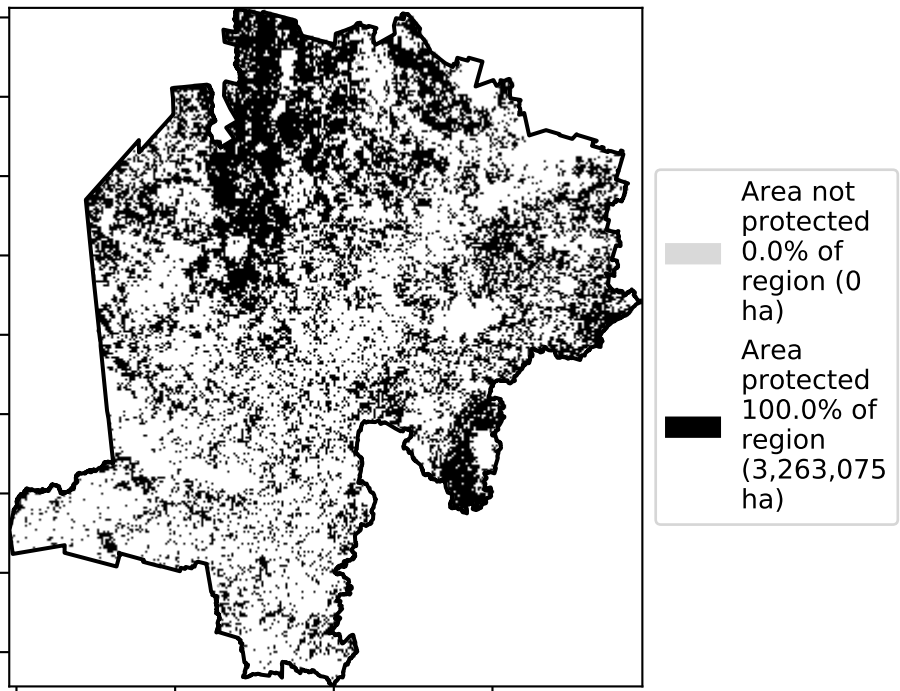 Area not
protected
0.0% of
region (0
ha)
Area
protected
100.0% of
region
(3,263,075
ha)